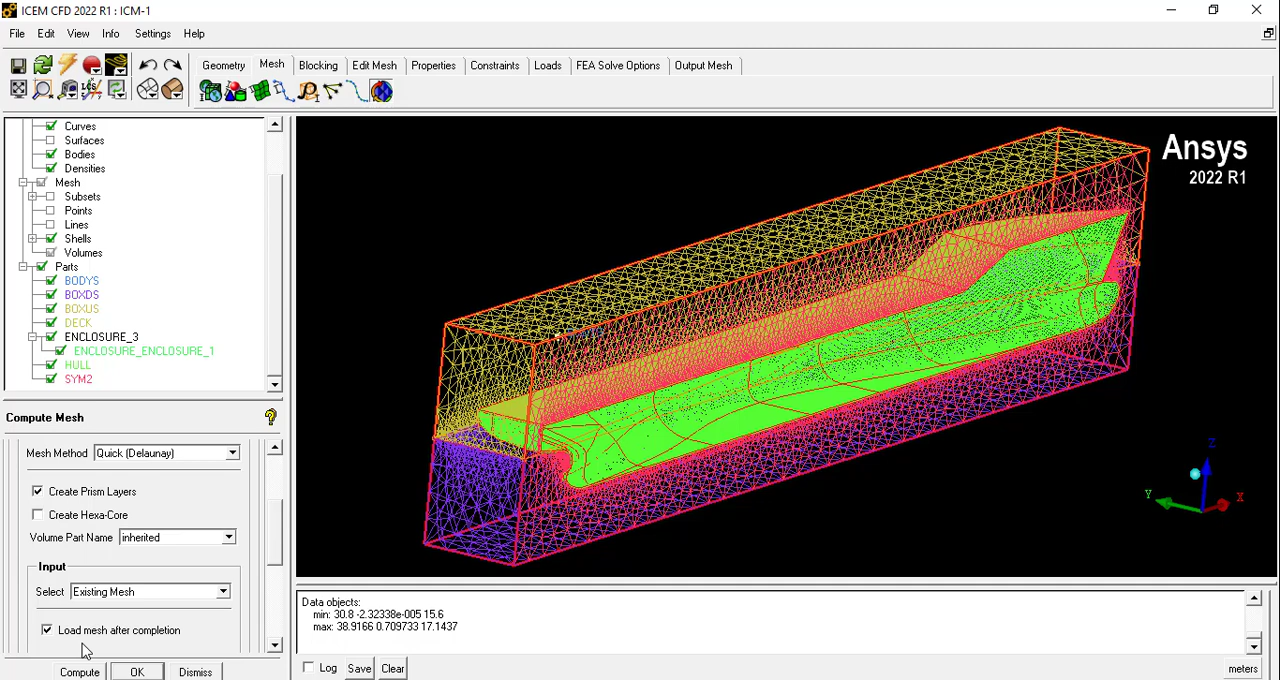 ICEM CFD 2022 R1 : ICM-1
File Edit View Info Settings Help
Geometry Mesh Blocking Edit Mesh Properties Constraints Loads FEA Solve Options Output Mesh
Curves
Surfaces
Bodies
Densities
Mesh
Subsets
Points
Lines
Shells
Volumes
Parts
BODYS
BOXDS
BOXUS
DECK
ENCLOSURE_3
ENCLOSURE_ENCLOSURE_1
HULL
SYM2
Compute Mesh
Mesh Method Quick (Delaunay)
Create Prism Layers
Create Hexa-Core
Volume Part Name inherited
Input
Select Existing Mesh
Load mesh after completion
Compute OK Dismiss
Ansys
2022 R1
Z
Y X
Data objects:
min: 30.8 -2.32338e-005 15.6
max: 38.9166 0.709733 17.1437
Log Save Clear
meters